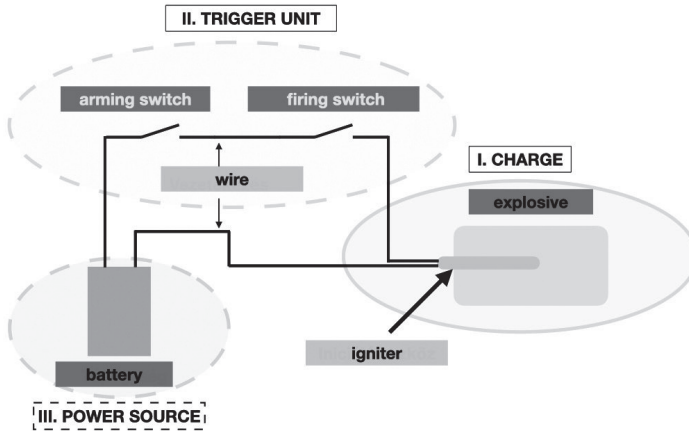 II. TRIGGER UNIT
arming switch
firing switch
I. CHARGE
wire
explosive
igniter
battery
III. POWER SOURCE